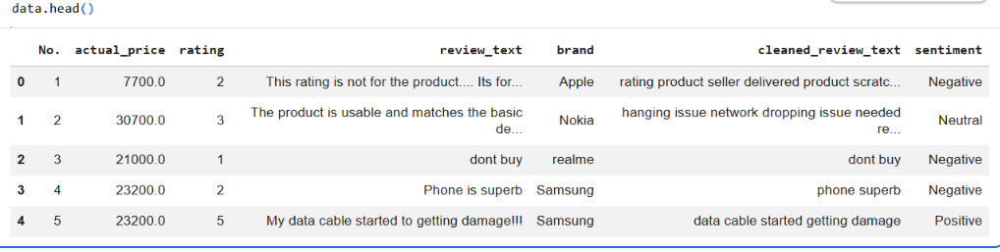 data.head()
No. actual_price rating review_text brand cleaned_review_text sentiment
0 1 7700.0 2 This rating is not for the product.... Its for... Apple rating product seller delivered product scratc... Negative
1 2 30700.0 3 The product is usable and matches the basic de... Nokia hanging issue network dropping issue needed re... Neutral
2 3 21000.0 1 dont buy realme dont buy Negative
3 4 23200.0 2 Phone is superb Samsung phone superb Negative
4 5 23200.0 5 My data cable started to getting damage!!! Samsung data cable started getting damage Positive